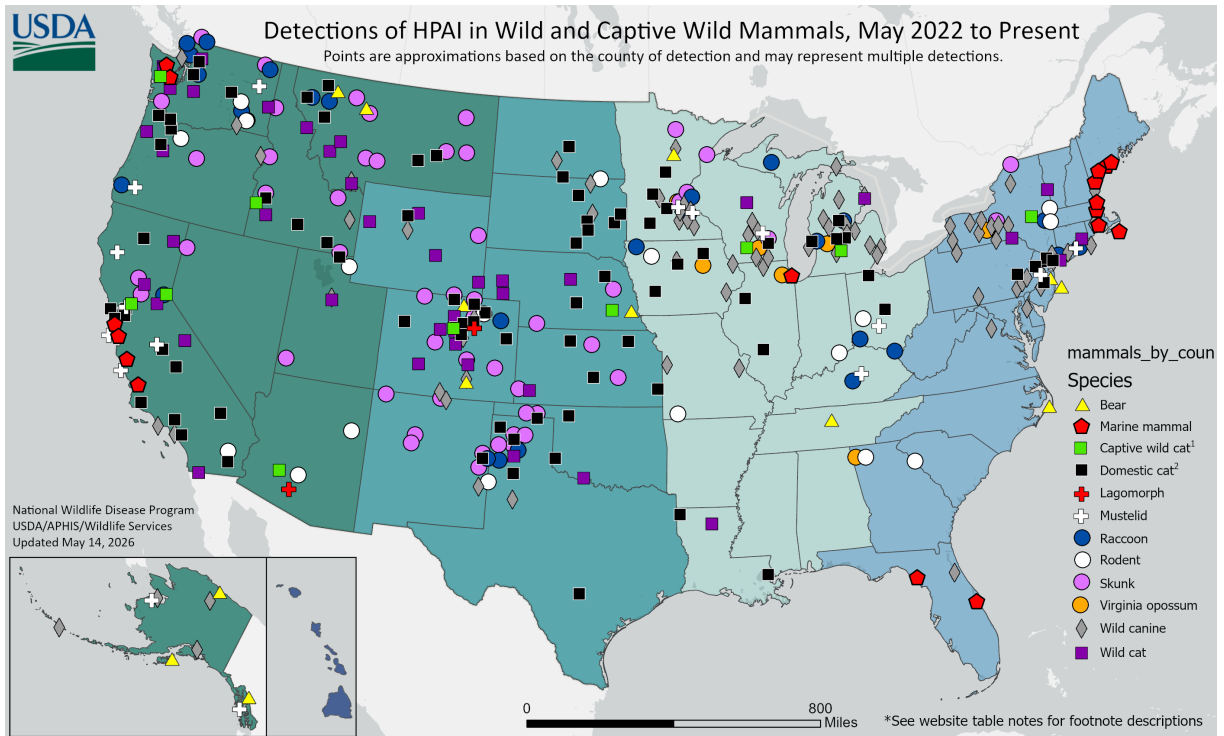 USDA
Detections of HPAI in Wild and Captive Wild Mammals, May 2022 to Present
Points are approximations based on the county of detection and may represent multiple detections.
mammals_by_coun
Species
Bear
Marine mammal
Captive wild cat¹
Domestic cat²
Lagomorph
Mustelid
Raccoon
Rodent
Skunk
Virginia opossum
Wild canine
Wild cat
National Wildlife Disease Program
USDA/APHIS/Wildlife Services
Updated May 14, 2026
0 800
Miles
*See website table notes for footnote descriptions